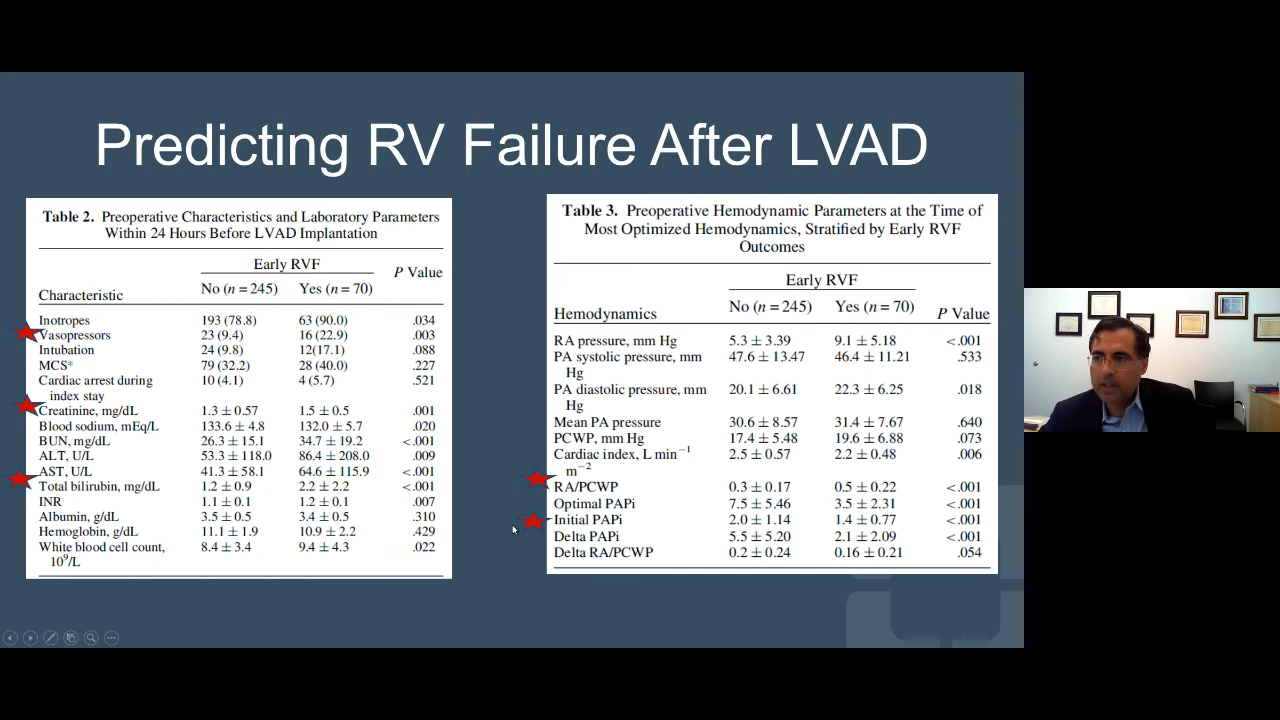 Predicting RV Failure After LVAD
Table 2. Preoperative Characteristics and Laboratory Parameters
Within 24 Hours Before LVAD Implantation
Early RVF
P Value
Characteristic No (n = 245) Yes (n = 70)
Inotropes 193 (78.8) 63 (90.0) .034
Vasopressors 23 (9.4) 16 (22.9) .003
Intubation 24 (9.8) 12(17.1) .088
MCS* 79 (32.2) 28 (40.0) .227
Cardiac arrest during 10 (4.1) 4 (5.7) .521
index stay
Creatinine, mg/dL 1.3 ± 0.57 1.5 ± 0.5 .001
Blood sodium, mEq/L 133.6 ± 4.8 132.0 ± 5.7 .020
BUN, mg/dL 26.3 ± 15.1 34.7 ± 19.2 <.001
ALT, U/L 53.3 ± 118.0 86.4 ± 208.0 .009
AST, U/L 41.3 ± 58.1 64.6 ± 115.9 <.001
Total bilirubin, mg/dL 1.2 ± 0.9 2.2 ± 2.2 <.001
INR 1.1 ± 0.1 1.2 ± 0.1 .007
Albumin, g/dL 3.5 ± 0.5 3.4 ± 0.5 .310
Hemoglobin, g/dL 11.1 ± 1.9 10.9 ± 2.2 .429
White blood cell count, 8.4 ± 3.4 9.4 ± 4.3 .022
10⁹/L
Table 3. Preoperative Hemodynamic Parameters at the Time of
Most Optimized Hemodynamics, Stratified by Early RVF
Outcomes
Early RVF
Hemodynamics No (n = 245) Yes (n = 70) P Value
RA pressure, mm Hg 5.3 ± 3.39 9.1 ± 5.18 <.001
PA systolic pressure, mm 47.6 ± 13.47 46.4 ± 11.21 .533
Hg
PA diastolic pressure, mm 20.1 ± 6.61 22.3 ± 6.25 .018
Hg
Mean PA pressure 30.6 ± 8.57 31.4 ± 7.67 .640
PCWP, mm Hg 17.4 ± 5.48 19.6 ± 6.88 .073
Cardiac index, L min⁻¹ 2.5 ± 0.57 2.2 ± 0.48 .006
m⁻²
RA/PCWP 0.3 ± 0.17 0.5 ± 0.22 <.001
Optimal PAPi 7.5 ± 5.46 3.5 ± 2.31 <.001
Initial PAPi 2.0 ± 1.14 1.4 ± 0.77 <.001
Delta PAPi 5.5 ± 5.20 2.1 ± 2.09 <.001
Delta RA/PCWP 0.2 ± 0.24 0.16 ± 0.21 .054